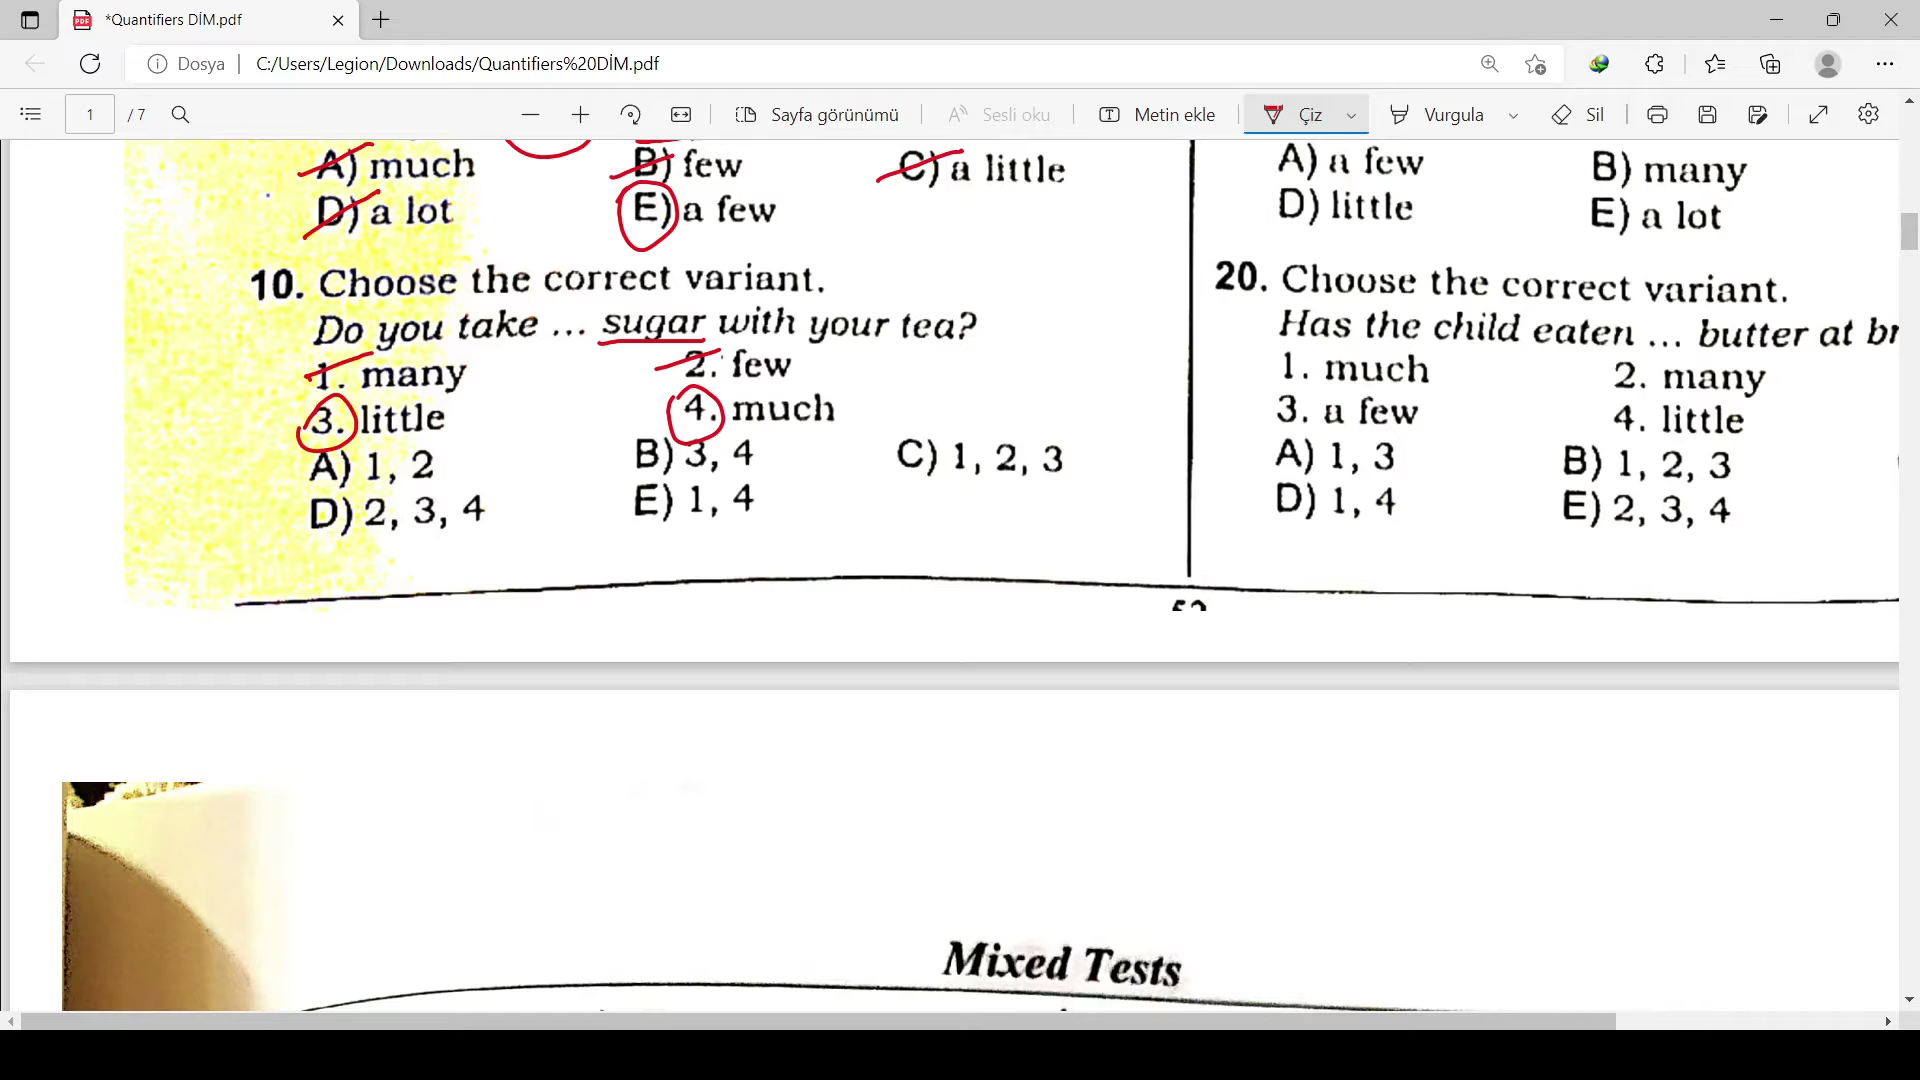 *Quantifiers DİM.pdf
Dosya
C:/Users/Legion/Downloads/Quantifiers%20DİM.pdf
1 / 7
Sayfa görünümü
Sesli oku
Metin ekle
Çiz
Vurgula
Sil
A) much B) few C) a little
D) a lot E) a few
10. Choose the correct variant.
Do you take ... sugar with your tea?
1. many 2. few
3. little 4. much
A) 1, 2 B) 3, 4 C) 1, 2, 3
D) 2, 3, 4 E) 1, 4
A) a few B) many
D) little E) a lot
20. Choose the correct variant.
Has the child eaten ... butter at br
1. much 2. many
3. a few 4. little
A) 1, 3 B) 1, 2, 3
D) 1, 4 E) 2, 3, 4
Mixed Tests